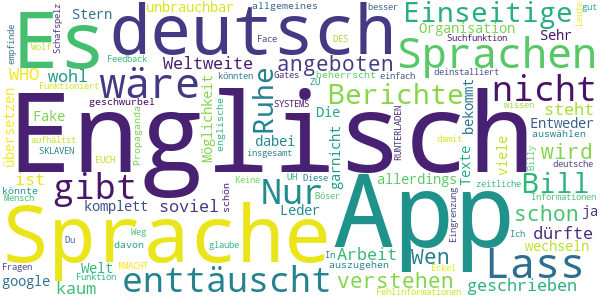 unbrauchbar Stern allgemeines Face DES besser Suchfunktion Leute gut
Es deutsch Einseitige
empfinde Wolf Schafspelz Feedback Organisation Sehr
WHO wohl wäre Weltweite angeboten Sprachen
Funktioniert könnten Gates beherrscht einfach deinstalliert
übersetzen Fake geschwurbel Möglichkeit Ruhe ZU dabei Berichte nicht
SKLAVEN EUCH Propaganda englische SYSTEMS Die bekommt steht wissen auswählen
aufhältst insgesamt garnicht RUNTERLADEN Entweder damit deutsche
Englisch
ist gibt UH Diese Texte viele wird Billy Informationen
könnte Mensch komplett soviel schön Keine Nur Böser allerdings Bill zeitliche Eingrenzung
Sprache App Leder schon ja dürfte
Du davon Weg glaube In Arbeit Wen Ich wechseln
Fragen Welt Funktion RMACHT auszugehen verstehen Eckel Lass
google kaum enttäuscht Fehlinformationen geschrieben